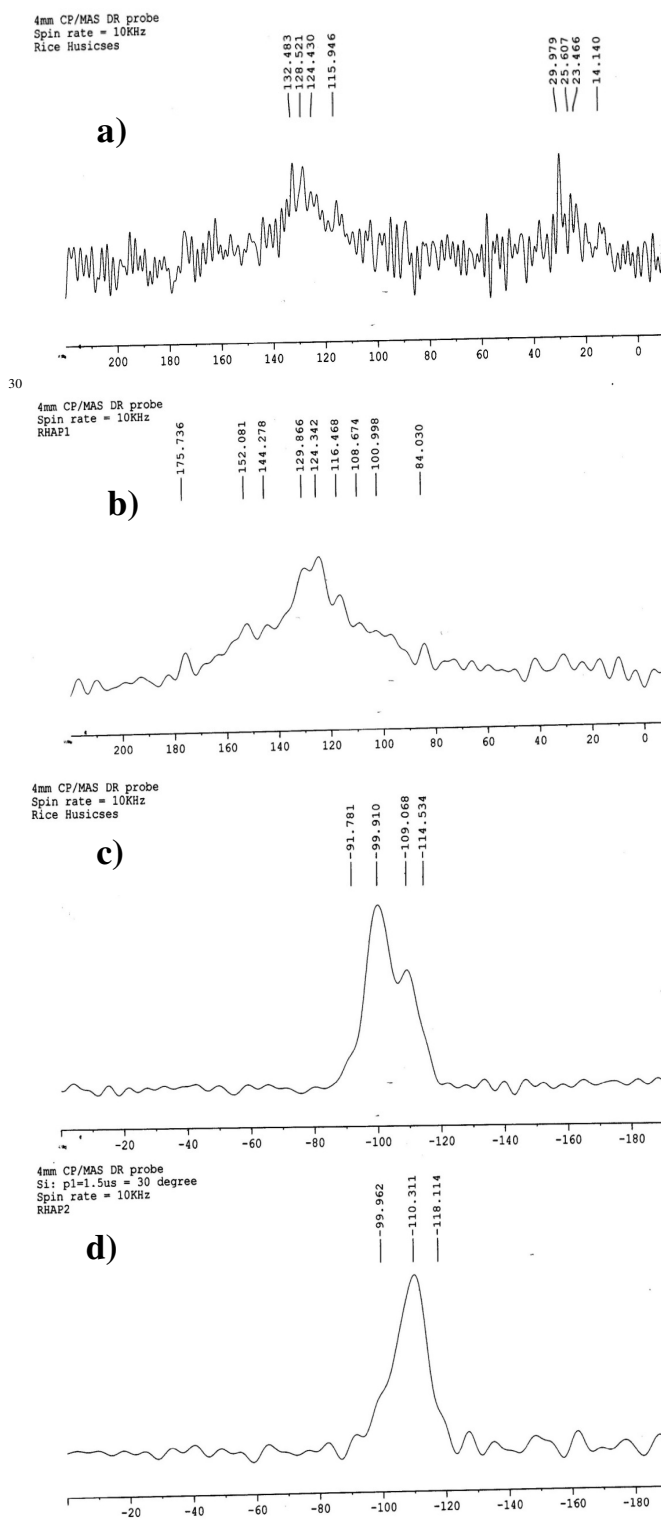 4mm CP/MAS DR probe
Spin rate = 10KHz
Rice Husicses
a)
132.483
128.521
124.430
115.946
29.979
25.607
23.466
14.140
200 180 160 140 120 100 80 60 40 20 0
30
4mm CP/MAS DR probe
Spin rate = 10KHz
RHAP1
b)
175.736
152.081
144.278
129.866
124.342
116.468
108.674
100.998
84.030
200 180 160 140 120 100 80 60 40 20 0
4mm CP/MAS DR probe
Spin rate = 10KHz
Rice Husicses
c)
-91.781
-99.910
-109.068
-114.534
-20 -40 -60 -80 -100 -120 -140 -160 -180
4mm CP/MAS DR probe
Si: p1=1.5us = 30 degree
Spin rate = 10KHz
RHAP2
d)
-99.962
-110.311
-118.114
-20 -40 -60 -80 -100 -120 -140 -160 -180